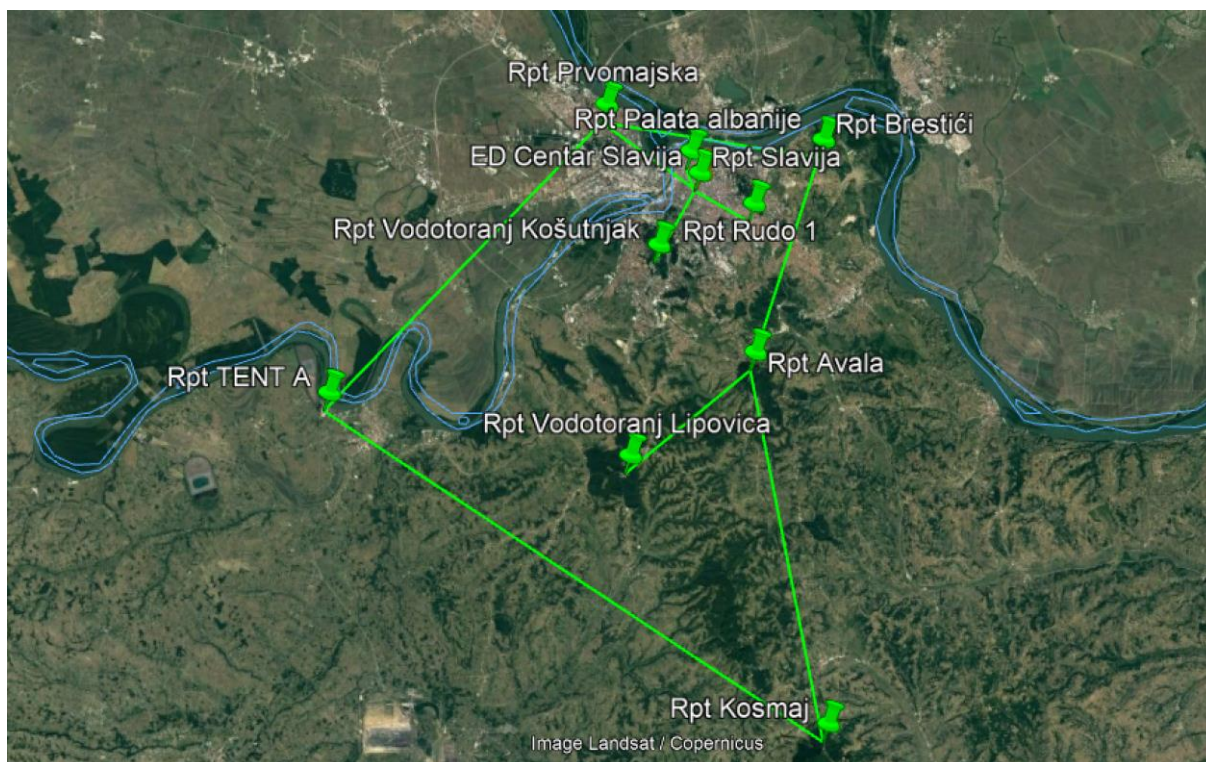 Rpt Prvomajska
Rpt Palata albanije
Rpt Brestići
ED Centar Slavija
Rpt Slavija
Rpt Vodotoranj Košutnjak
Rpt Rudo 1
Rpt Avala
Rpt TENT A
Rpt Vodotoranj Lipovica
Rpt Kosmaj
Image Landsat / Copernicus